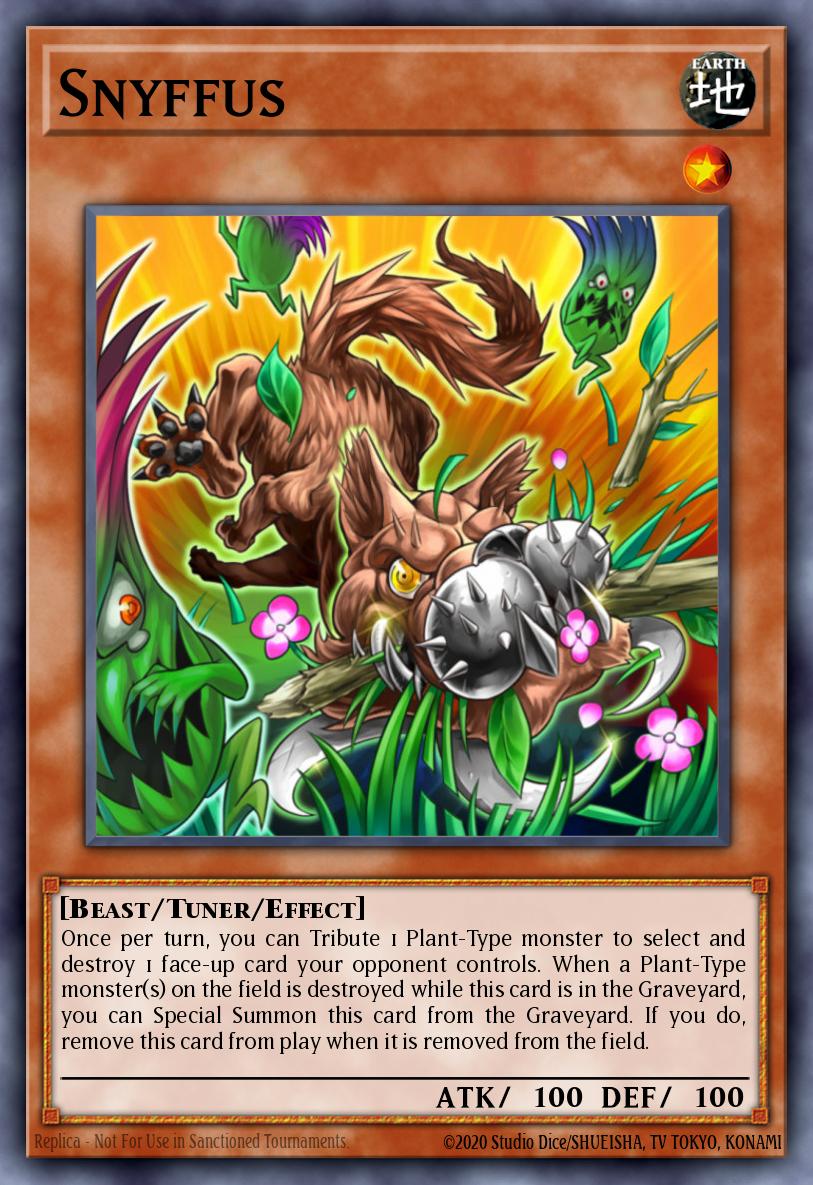 Snyffus
EARTH
地
[Beast/Tuner/Effect]
Once per turn, you can Tribute 1 Plant-Type monster to select and
destroy 1 face-up card your opponent controls. When a Plant-Type
monster(s) on the field is destroyed while this card is in the Graveyard,
you can Special Summon this card from the Graveyard. If you do,
remove this card from play when it is removed from the field.
ATK/ 100 DEF/ 100
Replica - Not For Use in Sanctioned Tournaments.
©2020 Studio Dice/SHUEISHA, TV TOKYO, KONAMI